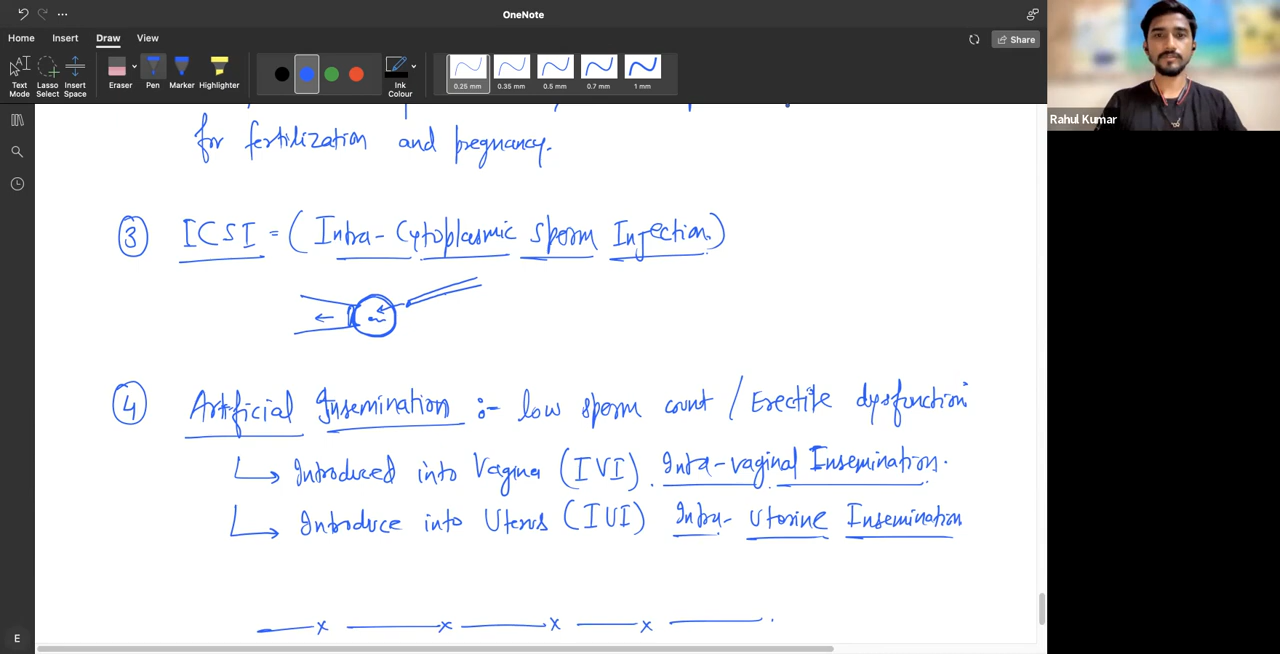 OneNote
Home Insert Draw View
Share
Text Mode
Lasso Select
Insert Space
Eraser
Pen
Marker
Highlighter
Ink Colour
0.25 mm 0.35 mm 0.5 mm 0.7 mm 1 mm
Rahul Kumar
for fertilization and pregnancy.
③ ICSI = (Intra-Cytoplasmic Sperm Injection.)
④ Artificial Insemination :- low sperm count / Erectile dysfunction
↳ Introduced into Vagina (IVI). Intra-vaginal Insemination.
↳ Introduce into Uterus (IUI) Intra-Uterine Insemination
x x x x
E